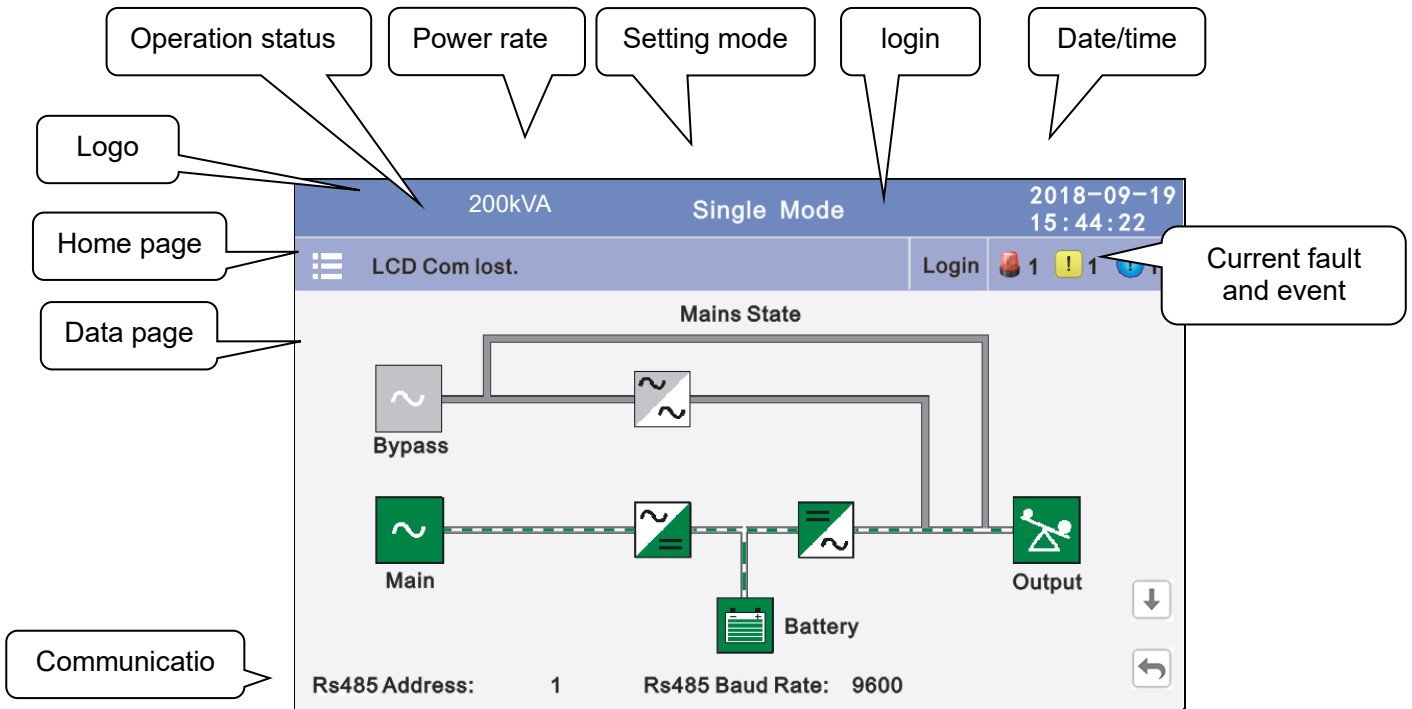 Operation status
Power rate
Setting mode
login
Date/time
Logo
200kVA
Single Mode
2018-09-19
15:44:22
Home page
LCD Com lost.
Login
1
! 1
!
Current fault
and event
Data page
Mains State
Bypass
Main
Output
Battery
Communicatio
Rs485 Address: 1 Rs485 Baud Rate: 9600